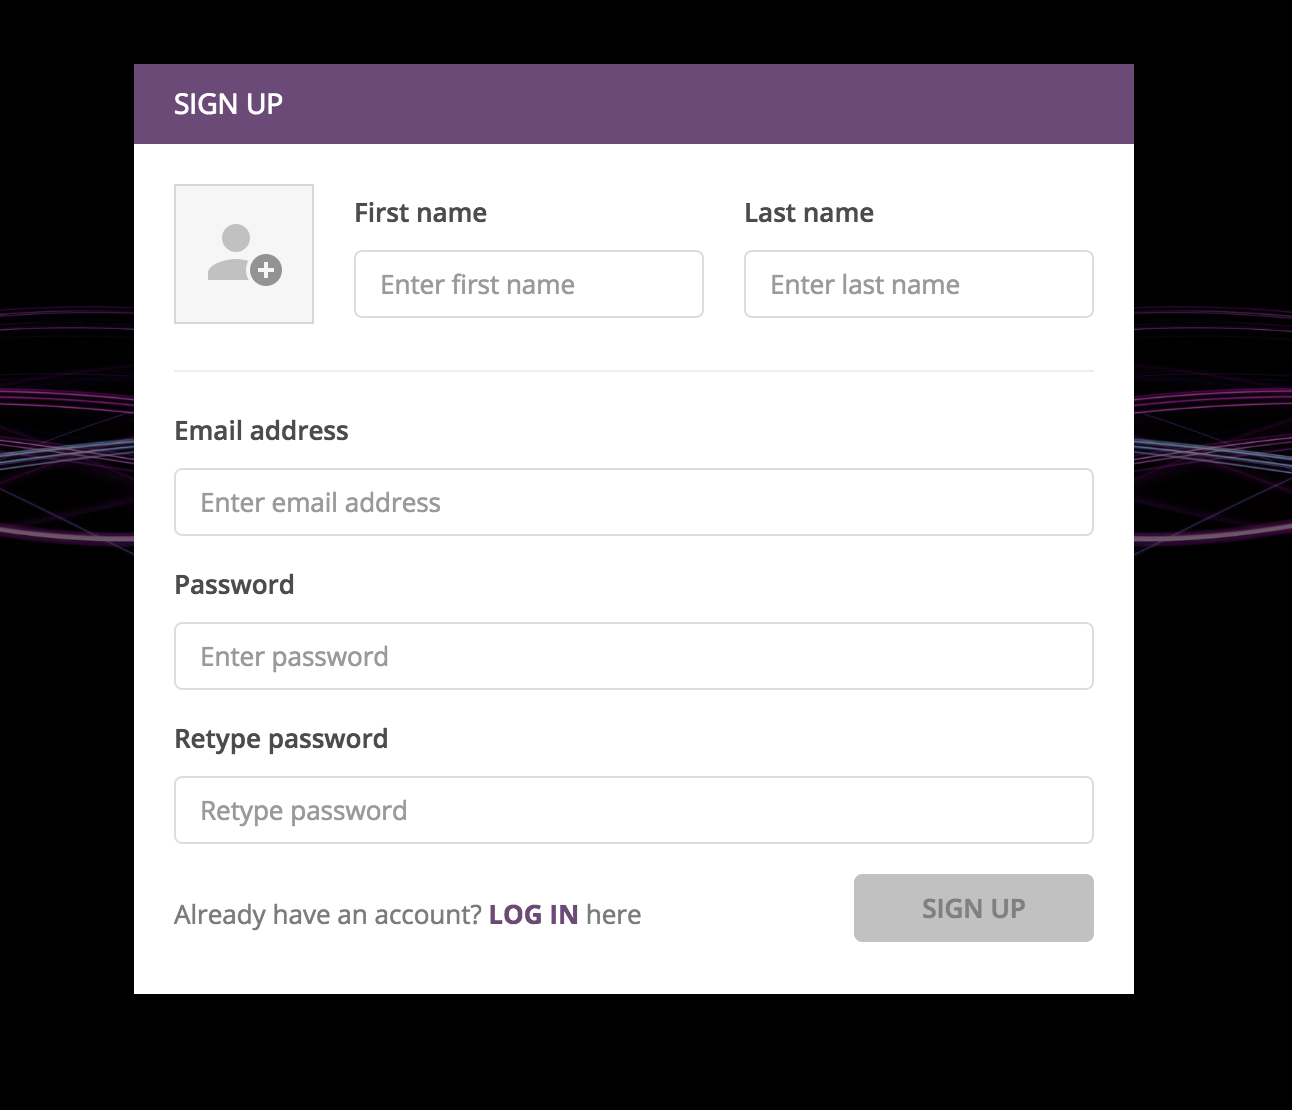 SIGN UP
First name
Last name
Enter first name
Enter last name
Email address
Enter email address
Password
Enter password
Retype password
Retype password
Already have an account? LOG IN here
SIGN UP